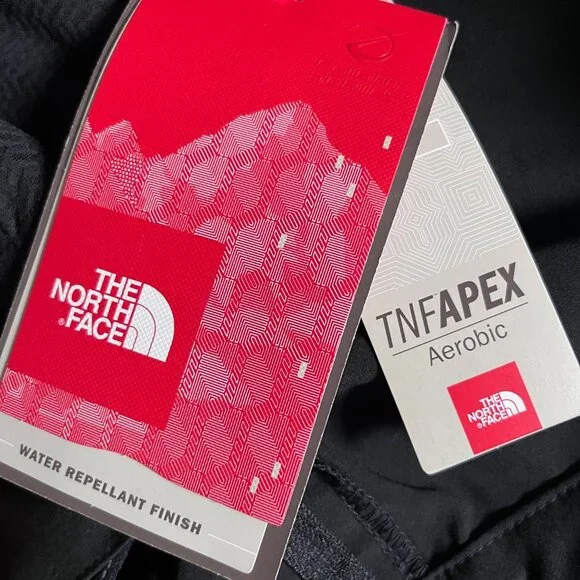 THE
NORTH
FACE
WATER REPELLANT FINISH
TNFAPEX
Aerobic
THE
NORTH
FACE